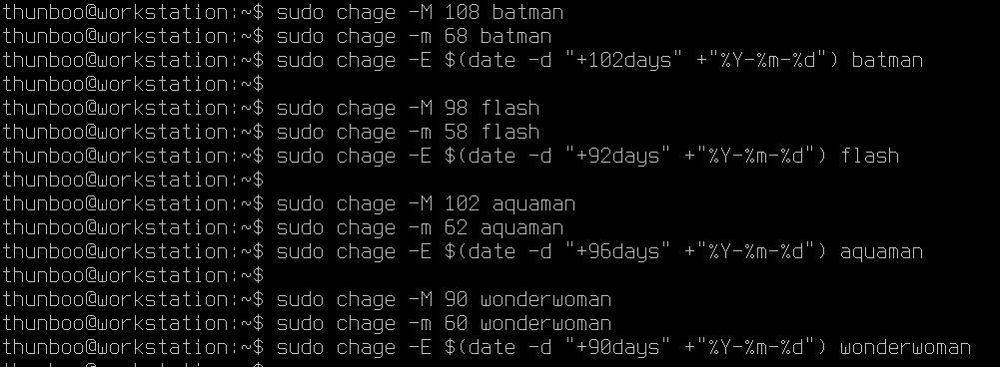 thunboo@workstation:~$ sudo chage -M 108 batman
thunboo@workstation:~$ sudo chage -m 68 batman
thunboo@workstation:~$ sudo chage -E $(date -d "+102days" +"%Y-%m-%d") batman
thunboo@workstation:~$
thunboo@workstation:~$ sudo chage -M 98 flash
thunboo@workstation:~$ sudo chage -m 58 flash
thunboo@workstation:~$ sudo chage -E $(date -d "+92days" +"%Y-%m-%d") flash
thunboo@workstation:~$
thunboo@workstation:~$ sudo chage -M 102 aquaman
thunboo@workstation:~$ sudo chage -m 62 aquaman
thunboo@workstation:~$ sudo chage -E $(date -d "+96days" +"%Y-%m-%d") aquaman
thunboo@workstation:~$
thunboo@workstation:~$ sudo chage -M 90 wonderwoman
thunboo@workstation:~$ sudo chage -m 60 wonderwoman
thunboo@workstation:~$ sudo chage -E $(date -d "+90days" +"%Y-%m-%d") wonderwoman